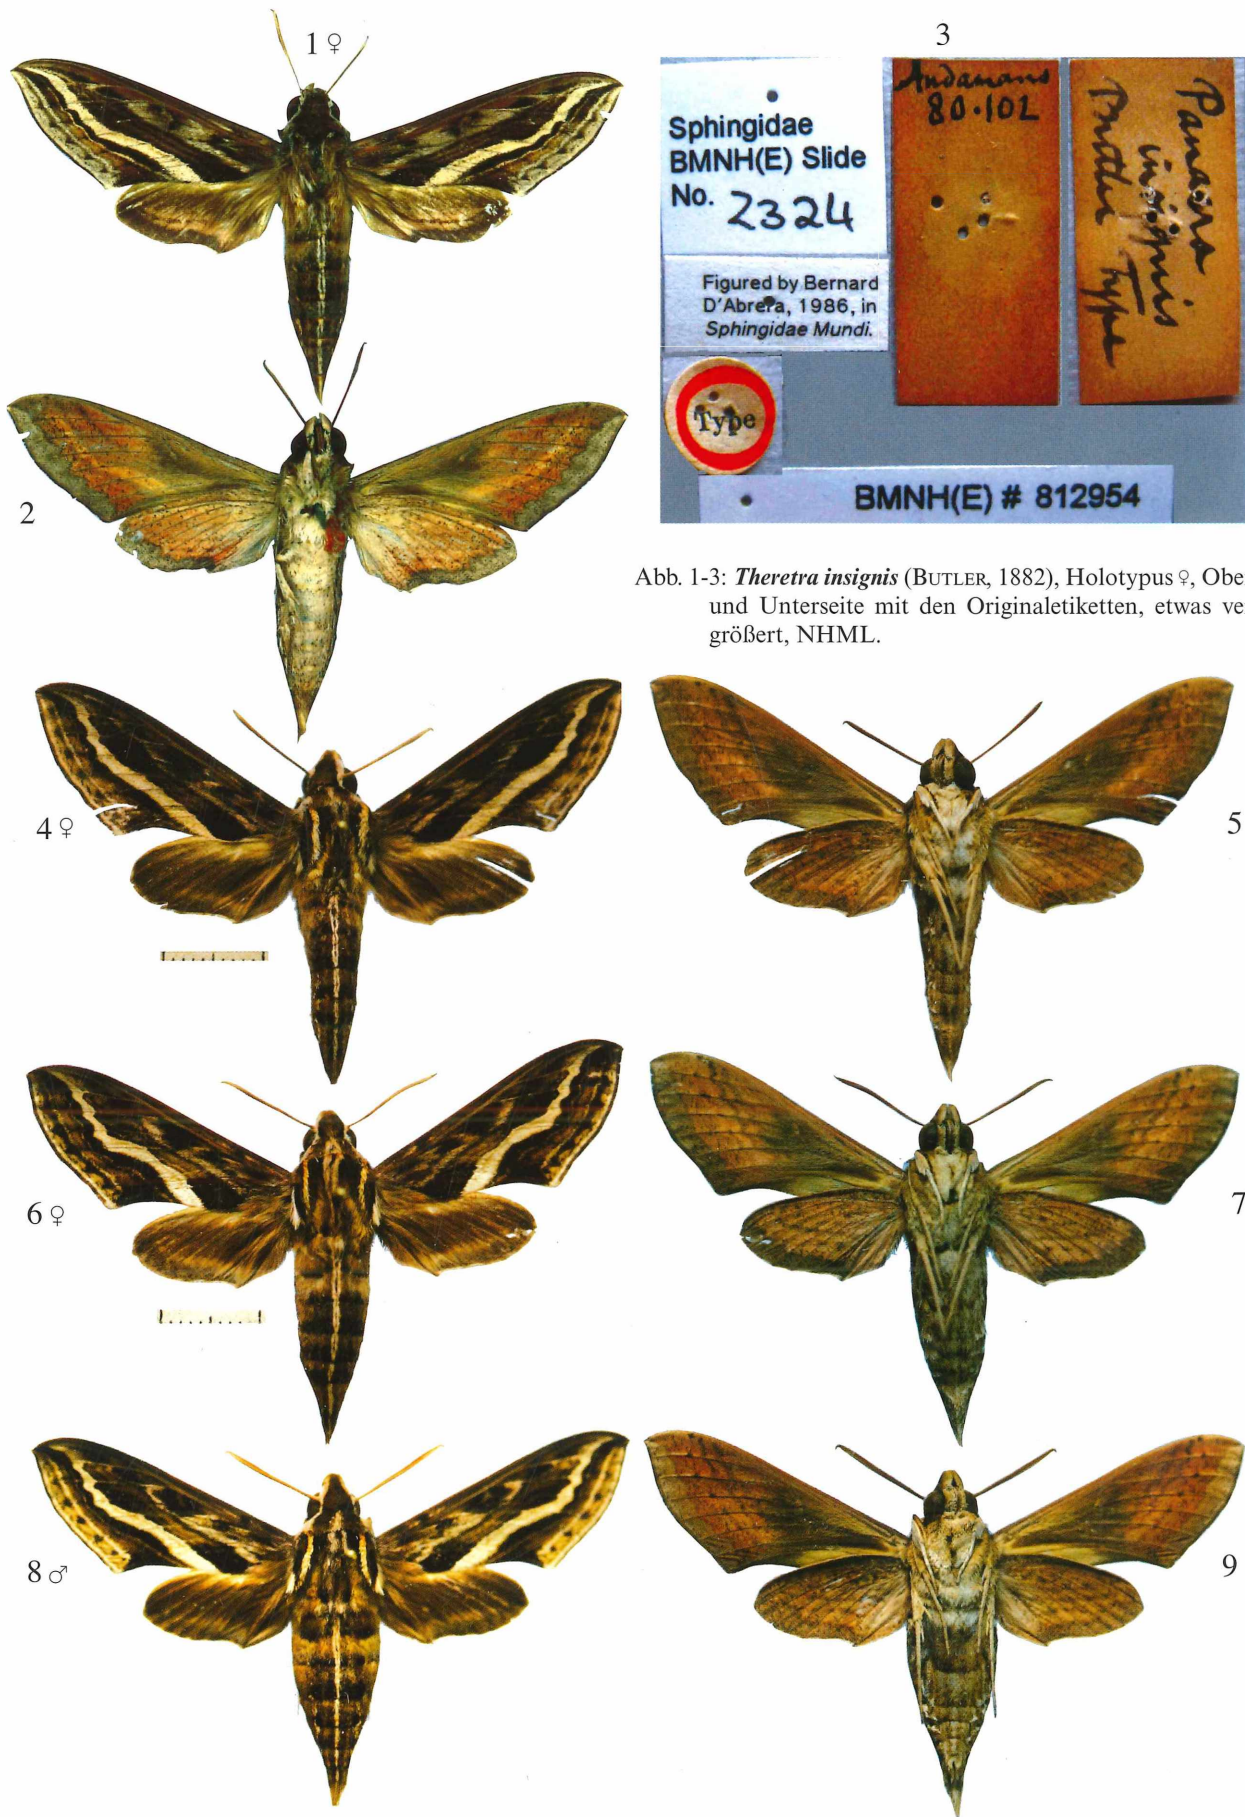 1 ♀
3
Sphingidae
BMNH(E) Slide
No. 2324
Figured by Bernard
D'Abrera, 1986, in
Sphingidae Mundi.
Type
Andamans
80.102
Panacra
insignis
Butler Type
BMNH(E) # 812954
2
Abb. 1-3: Theretra insignis (BUTLER, 1882), Holotypus ♀, Obe
und Unterseite mit den Originaletiketten, etwas ve
größert, NHML.
4 ♀
5
6 ♀
7
8 ♂
9